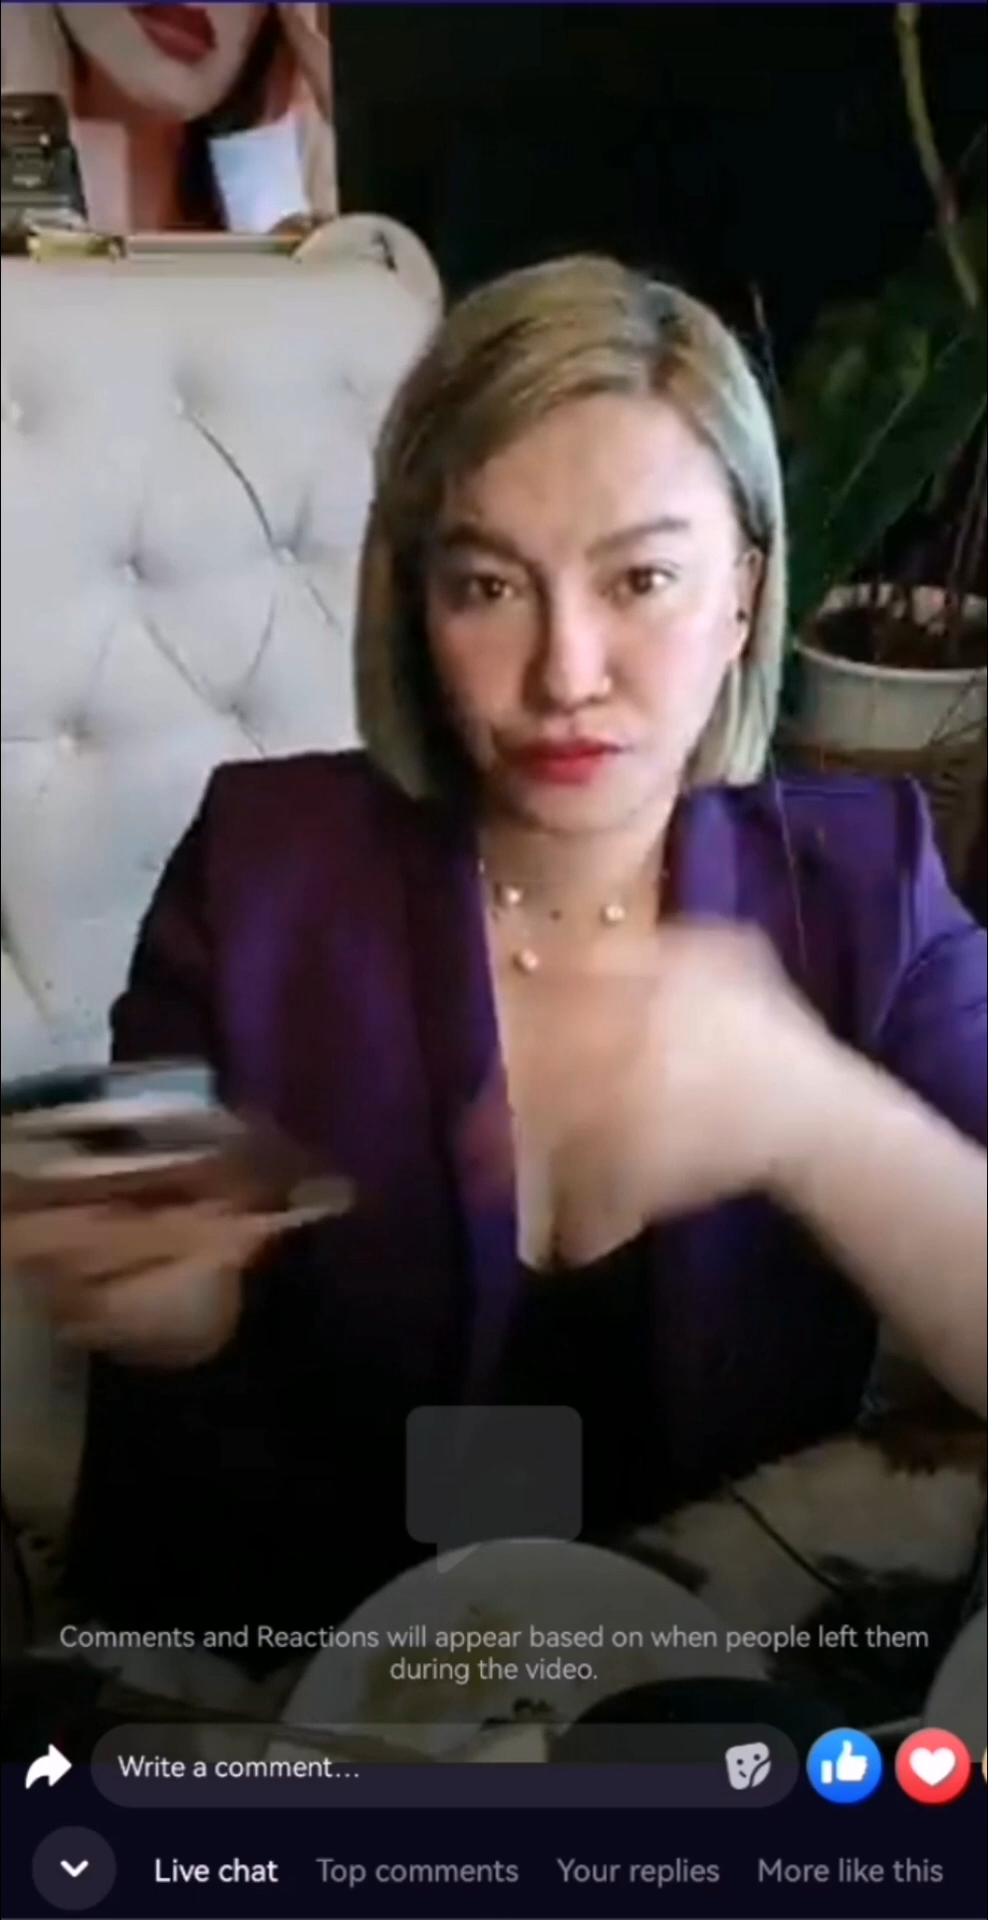 Comments and Reactions will appear based on when people left them
during the video.
Write a comment...
Live chat Top comments Your replies More like this